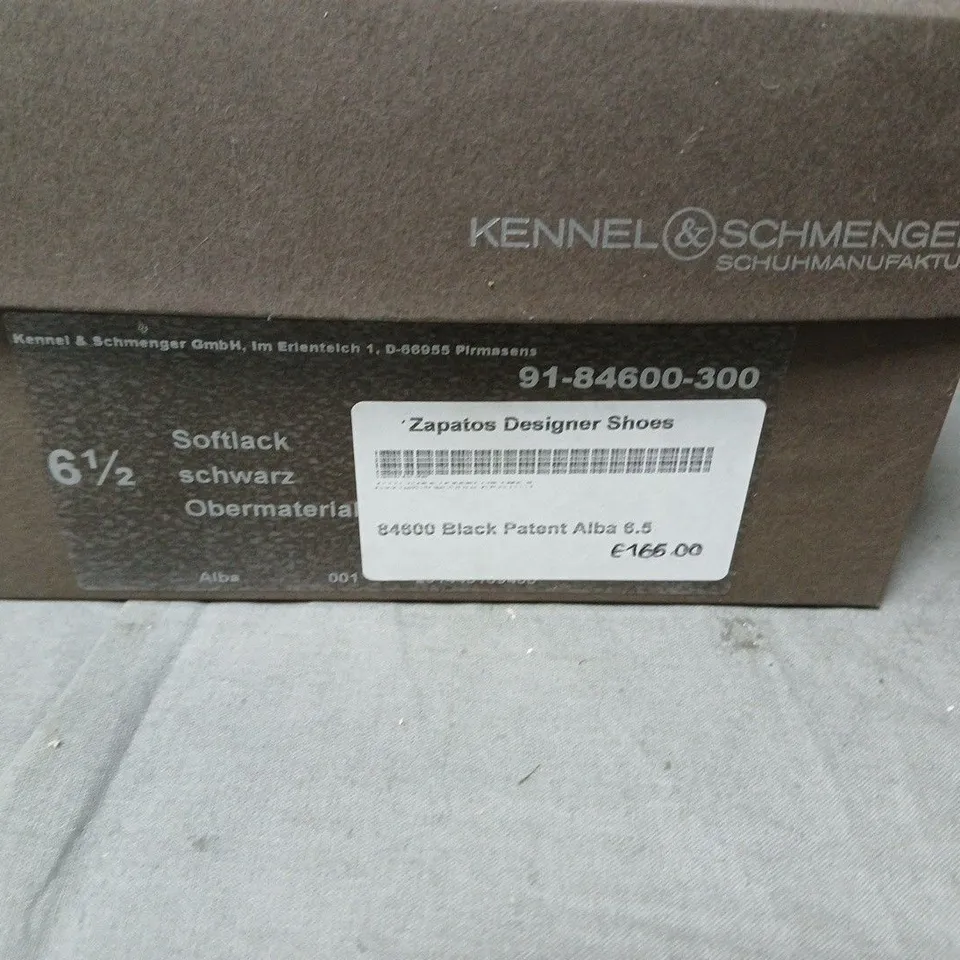 KENNEL & SCHMENGE
SCHUHMANUFAKTU
Kennel & Schmenger GmbH, Im Erlenteich 1, D-66955 Pirmasens
91-84600-300
6½
Softlack
schwarz
Obermaterial
Alba 001
Zapatos Designer Shoes
84600 Black Patent Alba 6.5
€165.00